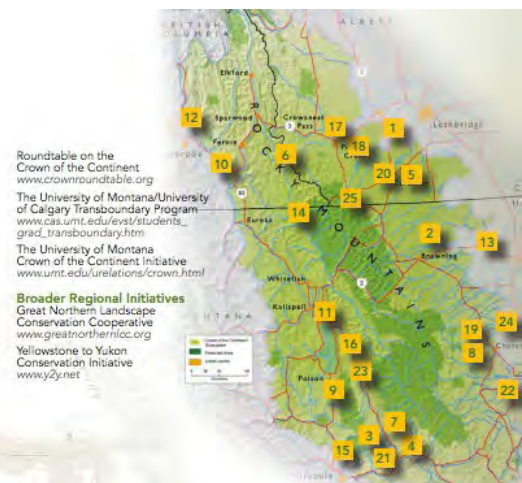 BRITISH
COLUMBIA
ALBERTA
Elkford
Sparwood
Crowsnest
Pass
Fernie
Lethbridge
12
17
1
18
3
10
6
20
5
25
14
93
Eureka
2
13
Browning
ROCKY MOUNTAINS
Whitefish
Kalispell
2
11
16
23
9
Polson
19
24
8
22
7
3
4
15
21
Roundtable on the
Crown of the Continent
www.crownroundtable.org
The University of Montana/University
of Calgary Transboundary Program
www.cas.umt.edu/evst/students_
grad_transboundary.htm
The University of Montana
Crown of the Continent Initiative
www.umt.edu/urelations/crown.html
Broader Regional Initiatives
Great Northern Landscape
Conservation Cooperative
www.greatnorthernlcc.org
Yellowstone to Yukon
Conservation Initiative
www.y2y.net